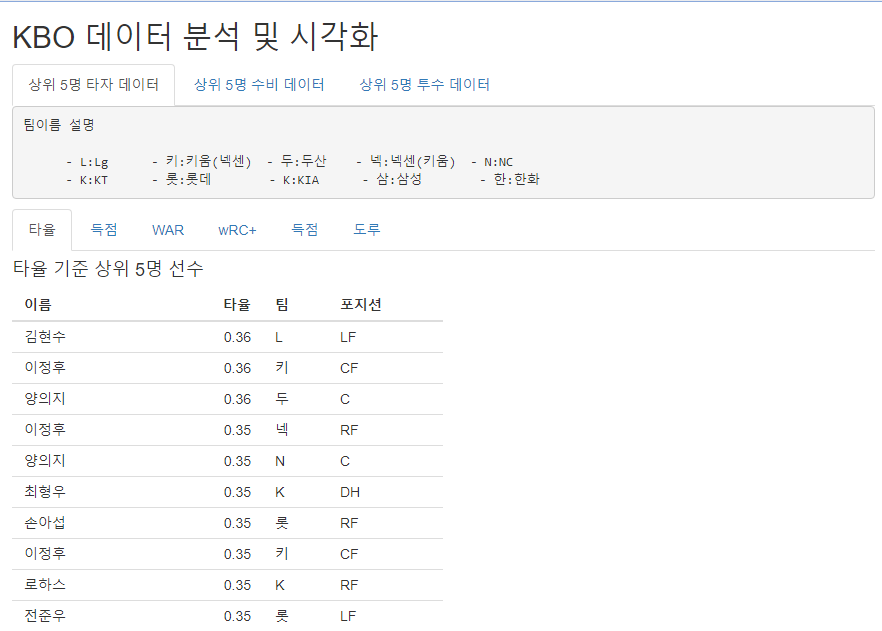 KBO 데이터 분석 및 시각화
상위 5명 타자 데이터 상위 5명 수비 데이터 상위 5명 투수 데이터
팀이름 설명
- L:Lg - 키:키움(넥센) - 두:두산 - 넥:넥센(키움) - N:NC
- K:KT - 롯:롯데 - K:KIA - 삼:삼성 - 한:한화
타율 득점 WAR wRC+ 득점 도루
타율 기준 상위 5명 선수
이름 타율 팀 포지션
김현수 0.36 L LF
이정후 0.36 키 CF
양의지 0.36 두 C
이정후 0.35 넥 RF
양의지 0.35 N C
최형우 0.35 K DH
손아섭 0.35 롯 RF
이정후 0.35 키 CF
로하스 0.35 K RF
전준우 0.35 롯 LF